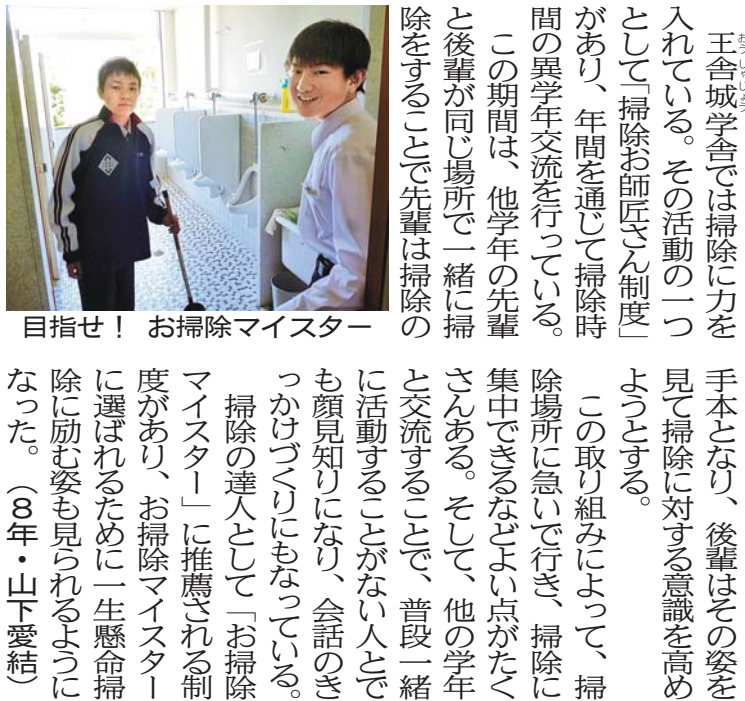 王舎城学舎では掃除に力を
おうしゃじょう
入れている。その活動の一つ
として「掃除お師匠さん制度」
があり、年間を通じて掃除時
間の異学年交流を行っている。
この期間は、他学年の先輩
と後輩が同じ場所で一緒に掃
除をすることで先輩は掃除の
目指せ！ お掃除マイスター
手本となり、後輩はその姿を
見て掃除に対する意識を高め
ようとする。
この取り組みによって、掃
除場所に急いで行き、掃除に
集中できるなどよい点がたく
さんある。そして、他の学年
と交流することで、普段一緒
に活動することがない人とで
も顔見知りになり、会話のき
っかけづくりにもなっている。
掃除の達人として「お掃除
マイスター」に推薦される制
度があり、お掃除マイスター
に選ばれるために一生懸命掃
除に励む姿も見られるように
なった。（８年・山下愛結）